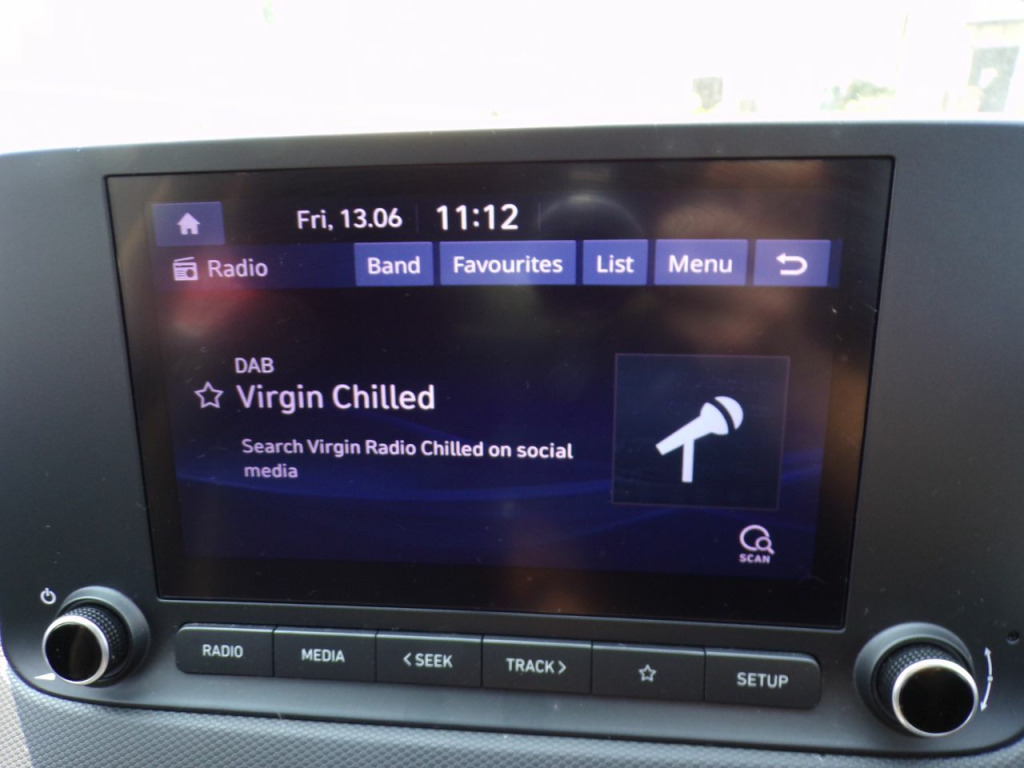 Fri, 13.06 11:12
Radio Band Favourites List Menu
DAB
Virgin Chilled
Search Virgin Radio Chilled on social
media
SCAN
RADIO MEDIA < SEEK TRACK > SETUP